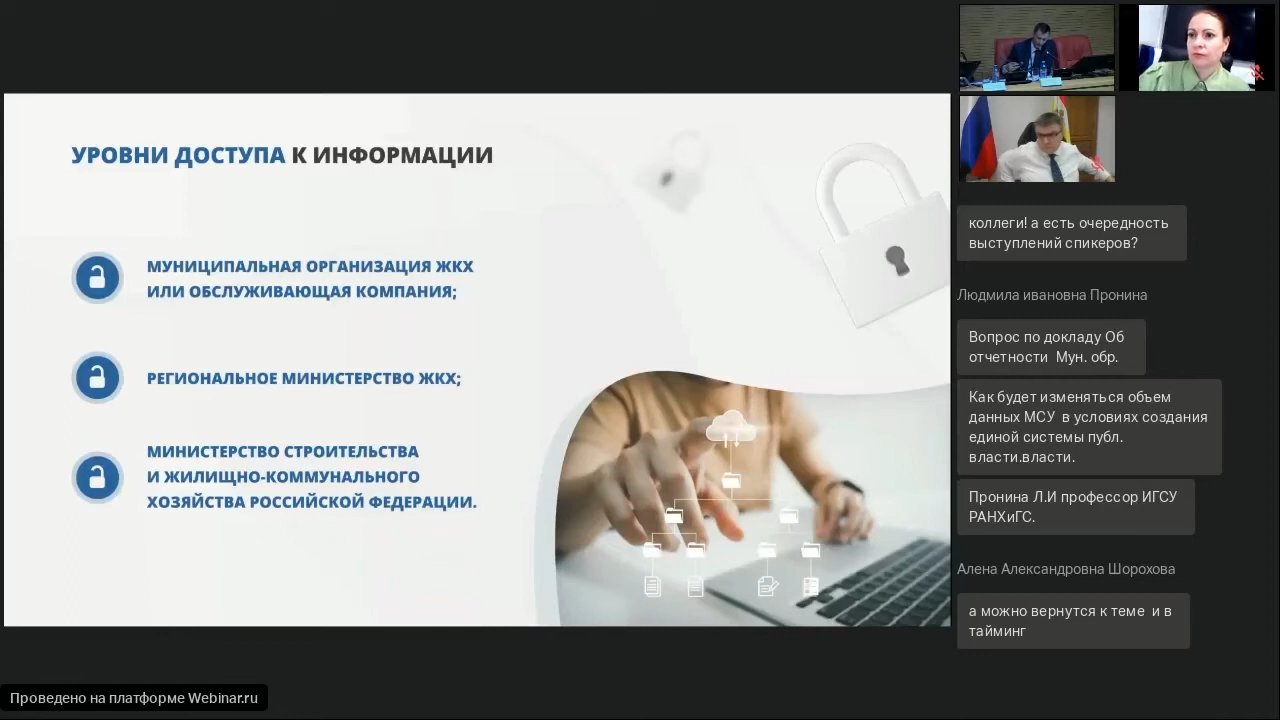 УРОВНИ ДОСТУПА К ИНФОРМАЦИИ
МУНИЦИПАЛЬНАЯ ОРГАНИЗАЦИЯ ЖКХ
ИЛИ ОБСЛУЖИВАЮЩАЯ КОМПАНИЯ;
РЕГИОНАЛЬНОЕ МИНИСТЕРСТВО ЖКХ;
МИНИСТЕРСТВО СТРОИТЕЛЬСТВА
И ЖИЛИЩНО-КОММУНАЛЬНОГО
ХОЗЯЙСТВА РОССИЙСКОЙ ФЕДЕРАЦИИ.
коллеги! а есть очередность
выступлений спикеров?
Людмила ивановна Пронина
Вопрос по докладу Об
отчетности Мун. обр.
Как будет изменяться объем
данных МСУ в условиях создания
единой системы публ.
власти.власти.
Пронина Л.И профессор ИГСУ
РАНХиГС.
Алена Александровна Шорохова
а можно вернутся к теме и в
тайминг
Проведено на платформе Webinar.ru